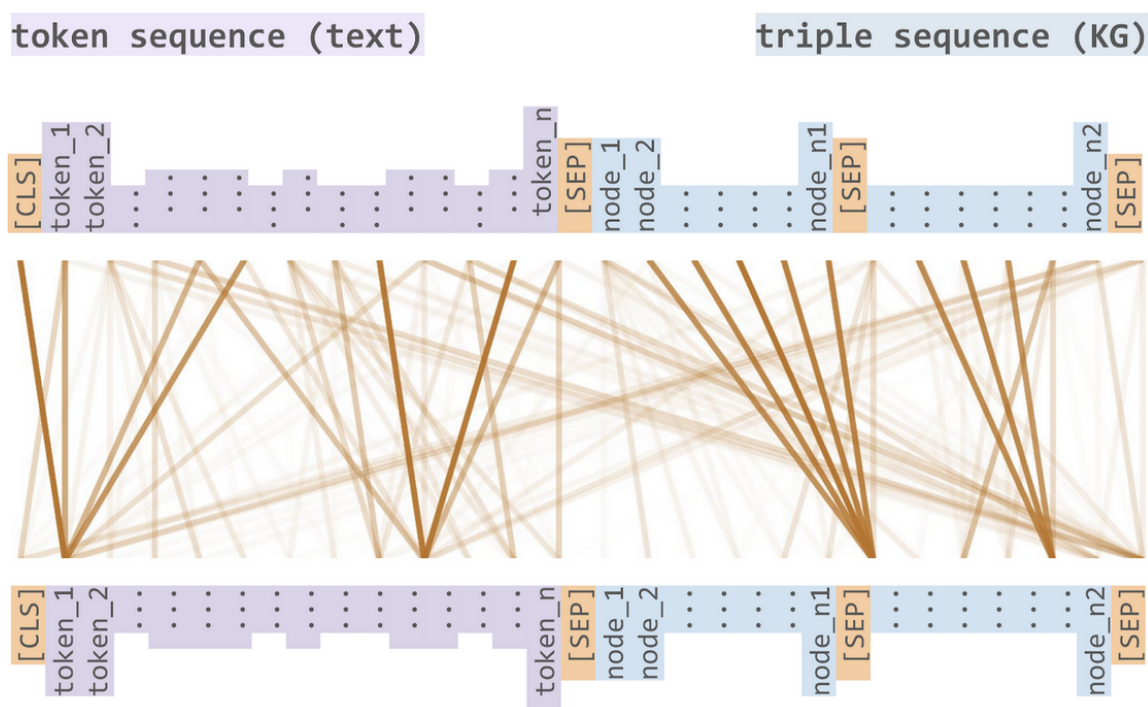 token sequence (text)
triple sequence (KG)
[CLS]
token_1
token_2
...
...
...
...
...
...
...
...
...
...
...
...
token_n
[SEP]
node_1
node_2
...
...
...
...
node_n1
[SEP]
...
...
...
...
...
...
node_n2
[SEP]
[CLS]
token_1
token_2
...
...
...
...
...
...
...
...
...
...
...
...
token_n
[SEP]
node_1
node_2
...
...
...
...
node_n1
[SEP]
...
...
...
...
...
...
node_n2
[SEP]